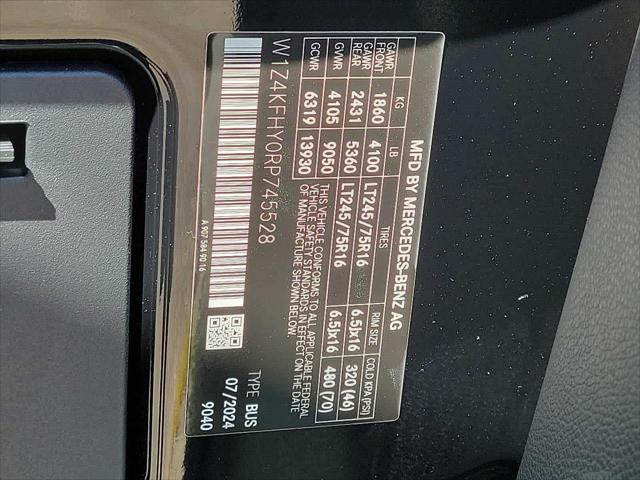 MFD BY MERCEDES-BENZ AG
KG LB TIRES RIM SIZE COLD KPA (PSI)
GAWR FRONT 1860 4100 LT245/75R16 6.5Jx16 320 (46)
GAWR REAR 2431 5360 LT245/75R16 6.5Jx16 480 (70)
GVWR 4105 9050
GCWR 6319 13930
THIS VEHICLE CONFORMS TO ALL APPLICABLE FEDERAL
MOTOR VEHICLE SAFETY STANDARDS IN EFFECT ON THE DATE
OF MANUFACTURE SHOWN ABOVE.
W1Z4KFHY0RP745528
TYPE BUS
07/2024
9040
A 907 584 90 16